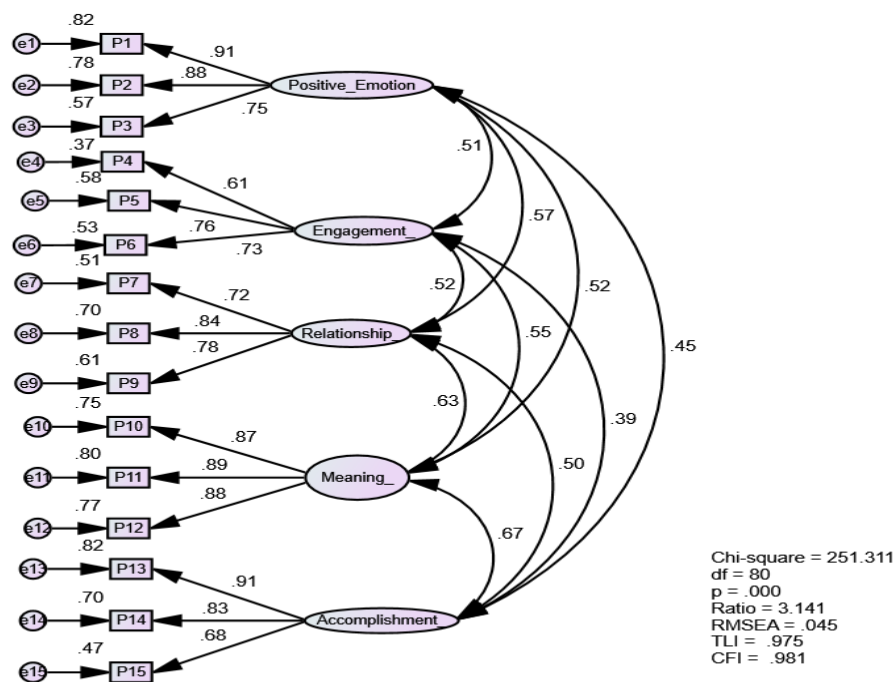 .82
e1 P1 .91
.78
e2 P2 .88 Positive_Emotion
.57
e3 P3 .75
.37
e4 P4 .61 .51
.58
e5 P5 .76 .57
.53
e6 P6 .73 Engagement_
.51
e7 P7 .72 .52 .52
.70
e8 P8 .84 Relationship_ .55 .45
.61
e9 P9 .78 .63
.75
e10 P10 .87 .39
.80
e11 P11 .89 Meaning_ .50
.77
e12 P12 .88
.82
e13 P13 .91 .67
.70
e14 P14 .83 Accomplishment_
.47
e15 P15 .68
Chi-square = 251.311
df = 80
p = .000
Ratio = 3.141
RMSEA = .045
TLI = .975
CFI = .981